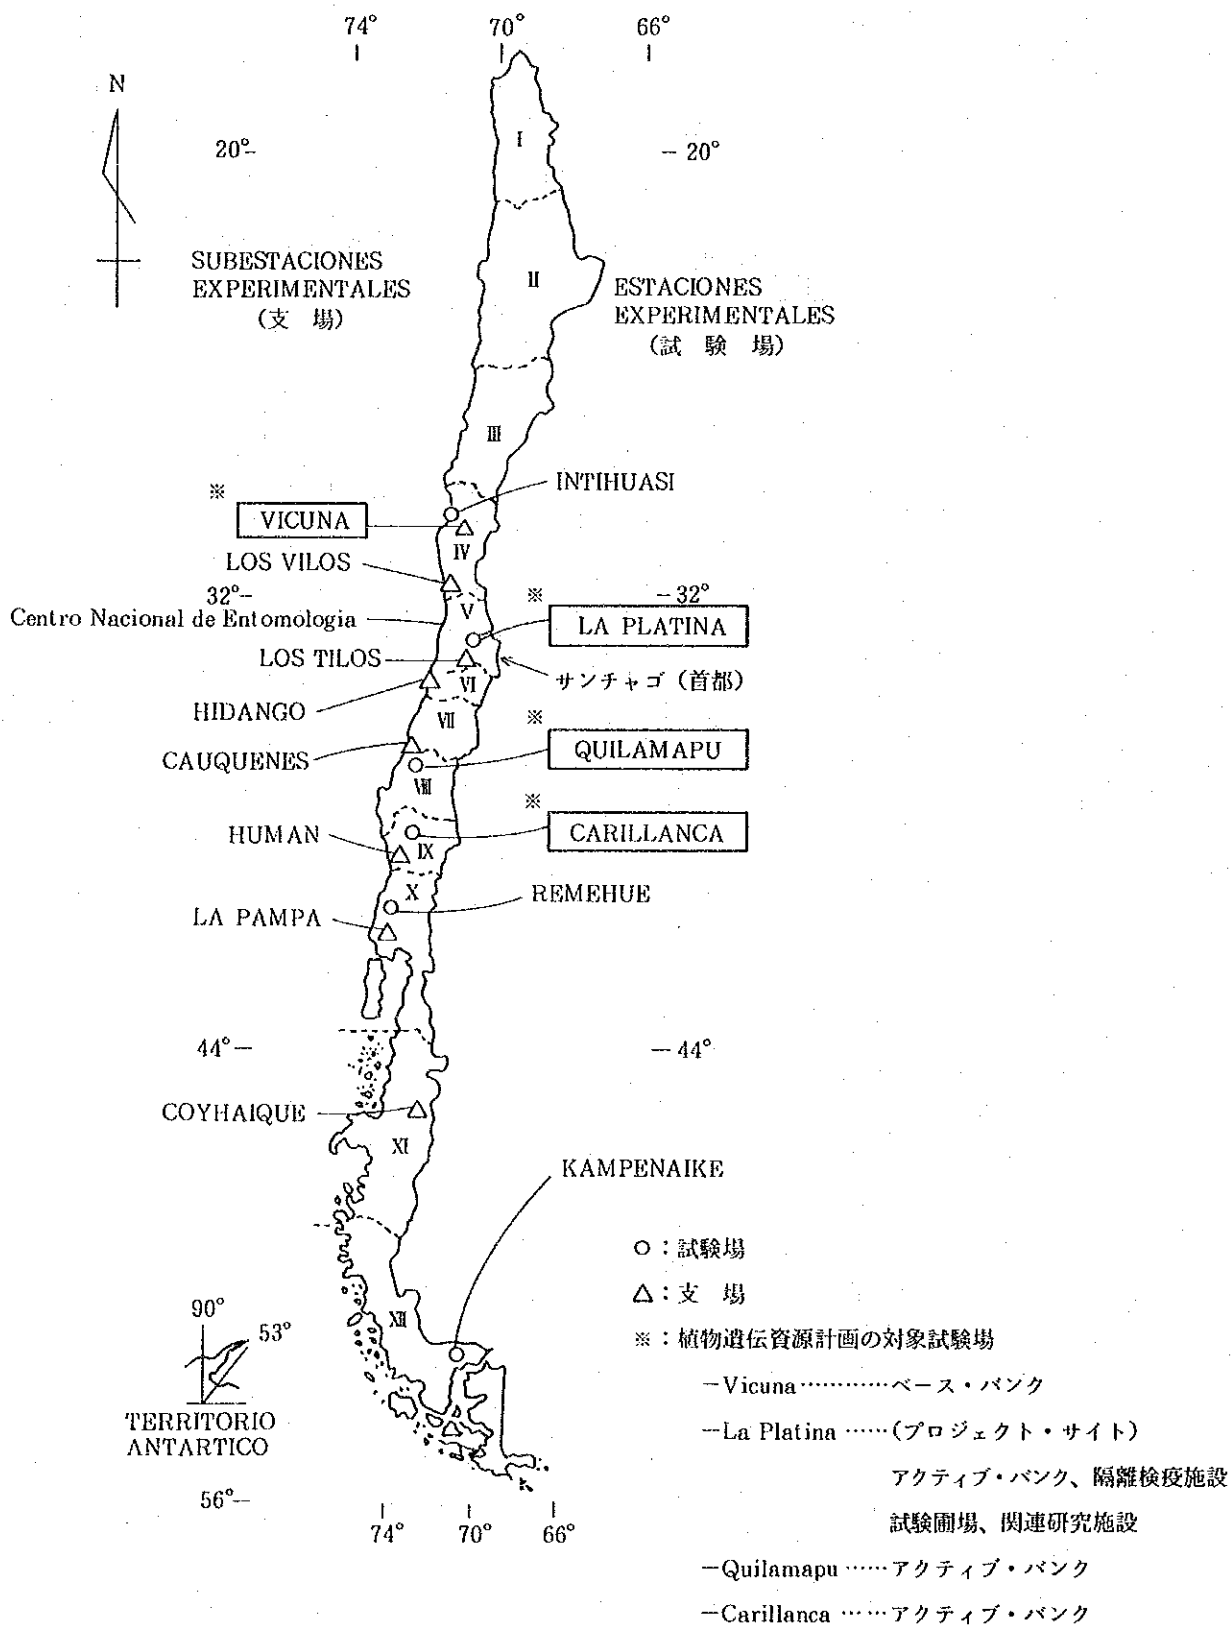 74° 70° 66°
N
20°- - 20°
I
SUBESTACIONES
EXPERIMENTALES
（支 場）
II
ESTACIONES
EXPERIMENTALES
（試 験 場）
III
INTIHUASI
※
VICUNA
IV
LOS VILOS
32°- ※ -32°
V
Centro Nacional de Entomologia
LA PLATINA
LOS TILOS
サンチャゴ（首都）
VI
HIDANGO
VII
※
QUILAMAPU
CAUQUENES
VIII
※
HUMAN
CARILLANCA
IX
X
REMEHUE
LA PAMPA
44°- -44°
COYHAIQUE
XI
KAMPENAIKE
○：試験場
△：支 場
XII
※：植物遺伝資源計画の対象試験場
90°
53°
TERRITORIO
ANTARTICO
-Vicuna…………ベース・バンク
-La Platina ……(プロジェクト・サイト)
アクティブ・バンク、隔離検疫施設
試験圃場、関連研究施設
56°-
74° 70° 66°
-Quilamapu ……アクティブ・バンク
-Carillanca ……アクティブ・バンク